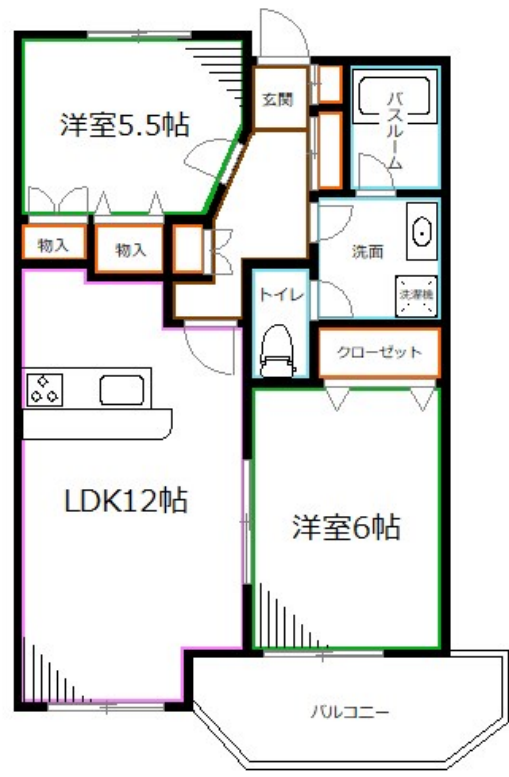 玄関
バスルーム
洋室5.5帖
物入
物入
洗面
トイレ
洗濯機
クローゼット
LDK12帖
洋室6帖
バルコニー